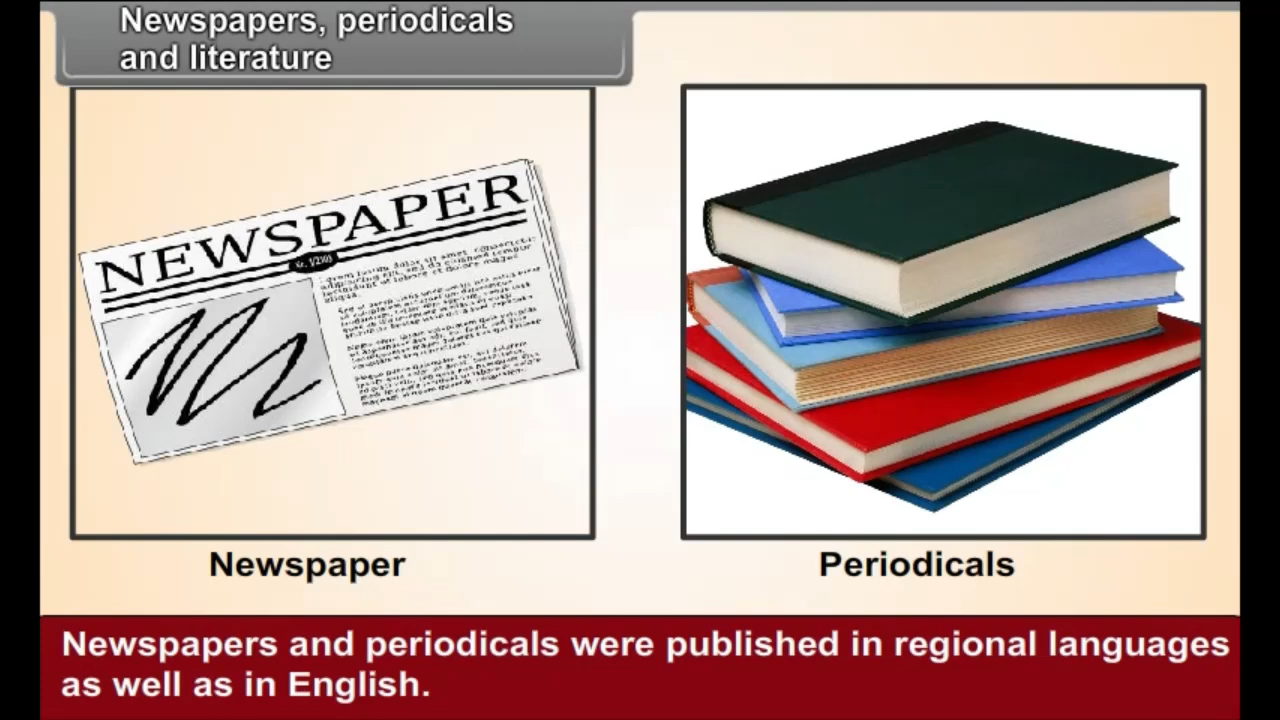 Newspapers, periodicals
and literature
NEWSPAPER
Newspaper
Periodicals
Newspapers and periodicals were published in regional languages
as well as in English.